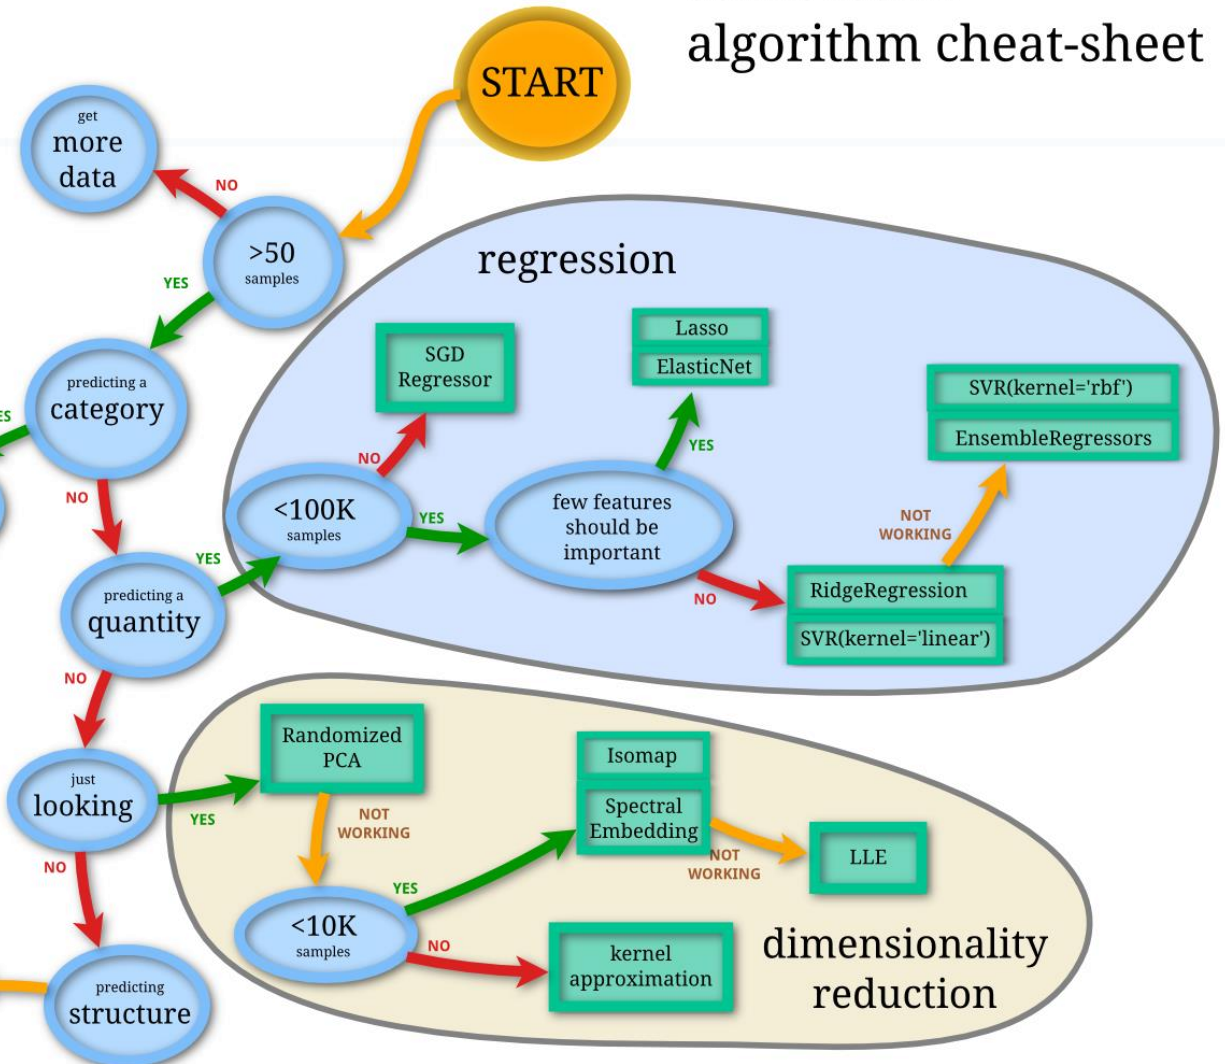 algorithm cheat-sheet
START
get
more
data
NO
>50
samples
YES
regression
predicting a
category
NO
SGD
Regressor
NO
Lasso
ElasticNet
YES
SVR(kernel='rbf')
EnsembleRegressors
NOT
WORKING
<100K
samples
YES
few features
should be
important
NO
RidgeRegression
SVR(kernel='linear')
YES
predicting a
quantity
NO
just
looking
YES
NO
Randomized
PCA
NOT
WORKING
Isomap
Spectral
Embedding
NOT
WORKING
LLE
YES
<10K
samples
NO
kernel
approximation
dimensionality
reduction
predicting
structure